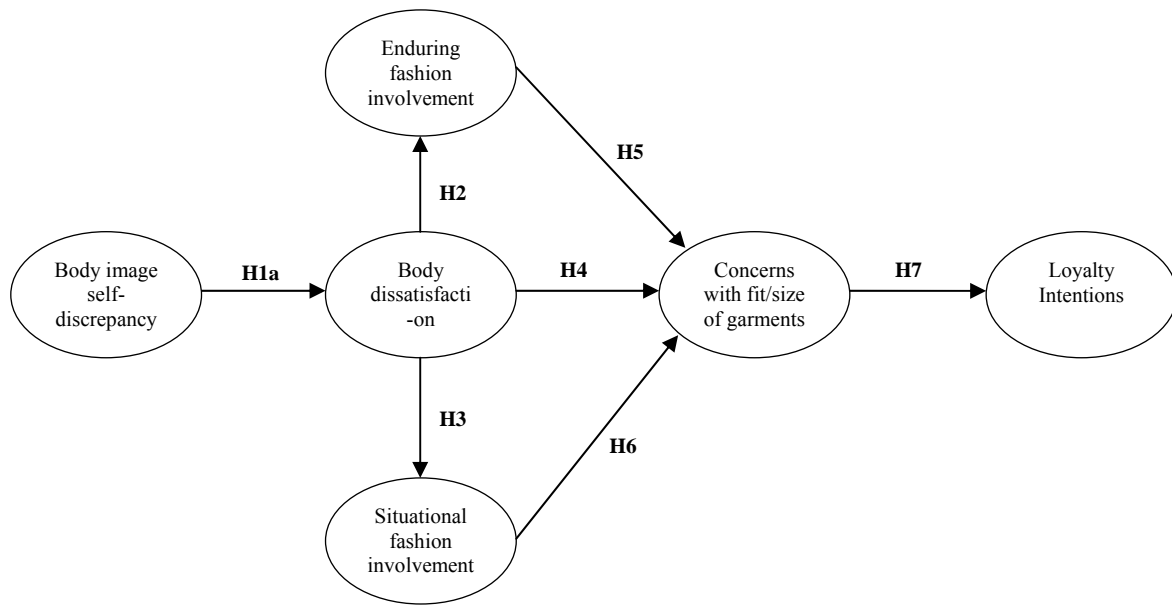 Enduring
fashion
involvement
H5
H2
Body image
self-
discrepancy
H1a
Body
dissatisfacti
-on
H4
Concerns
with fit/size
of garments
H7
Loyalty
Intentions
H3
H6
Situational
fashion
involvement